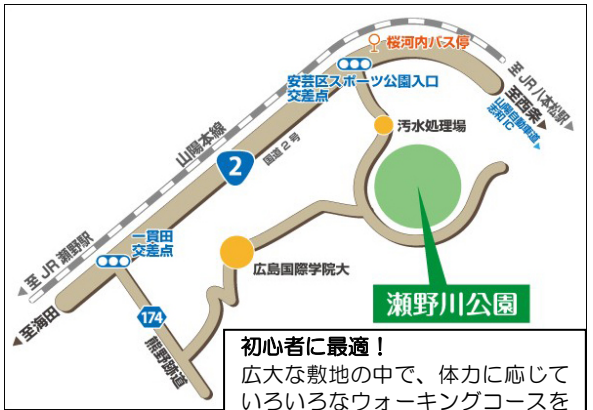 桜河内バス停
安芸区スポーツ公園入口
交差点
至JR八本松駅
至西条
山陽自動車道
志和IC
汚水処理場
山陽本線
国道2号
2
一貫田
交差点
至JR瀬野駅
至海田
174
熊野跡道
広島国際学院大
瀬野川公園
初心者に最適!
広大な敷地の中で、体力に応じて
いろいろなウォーキングコースを